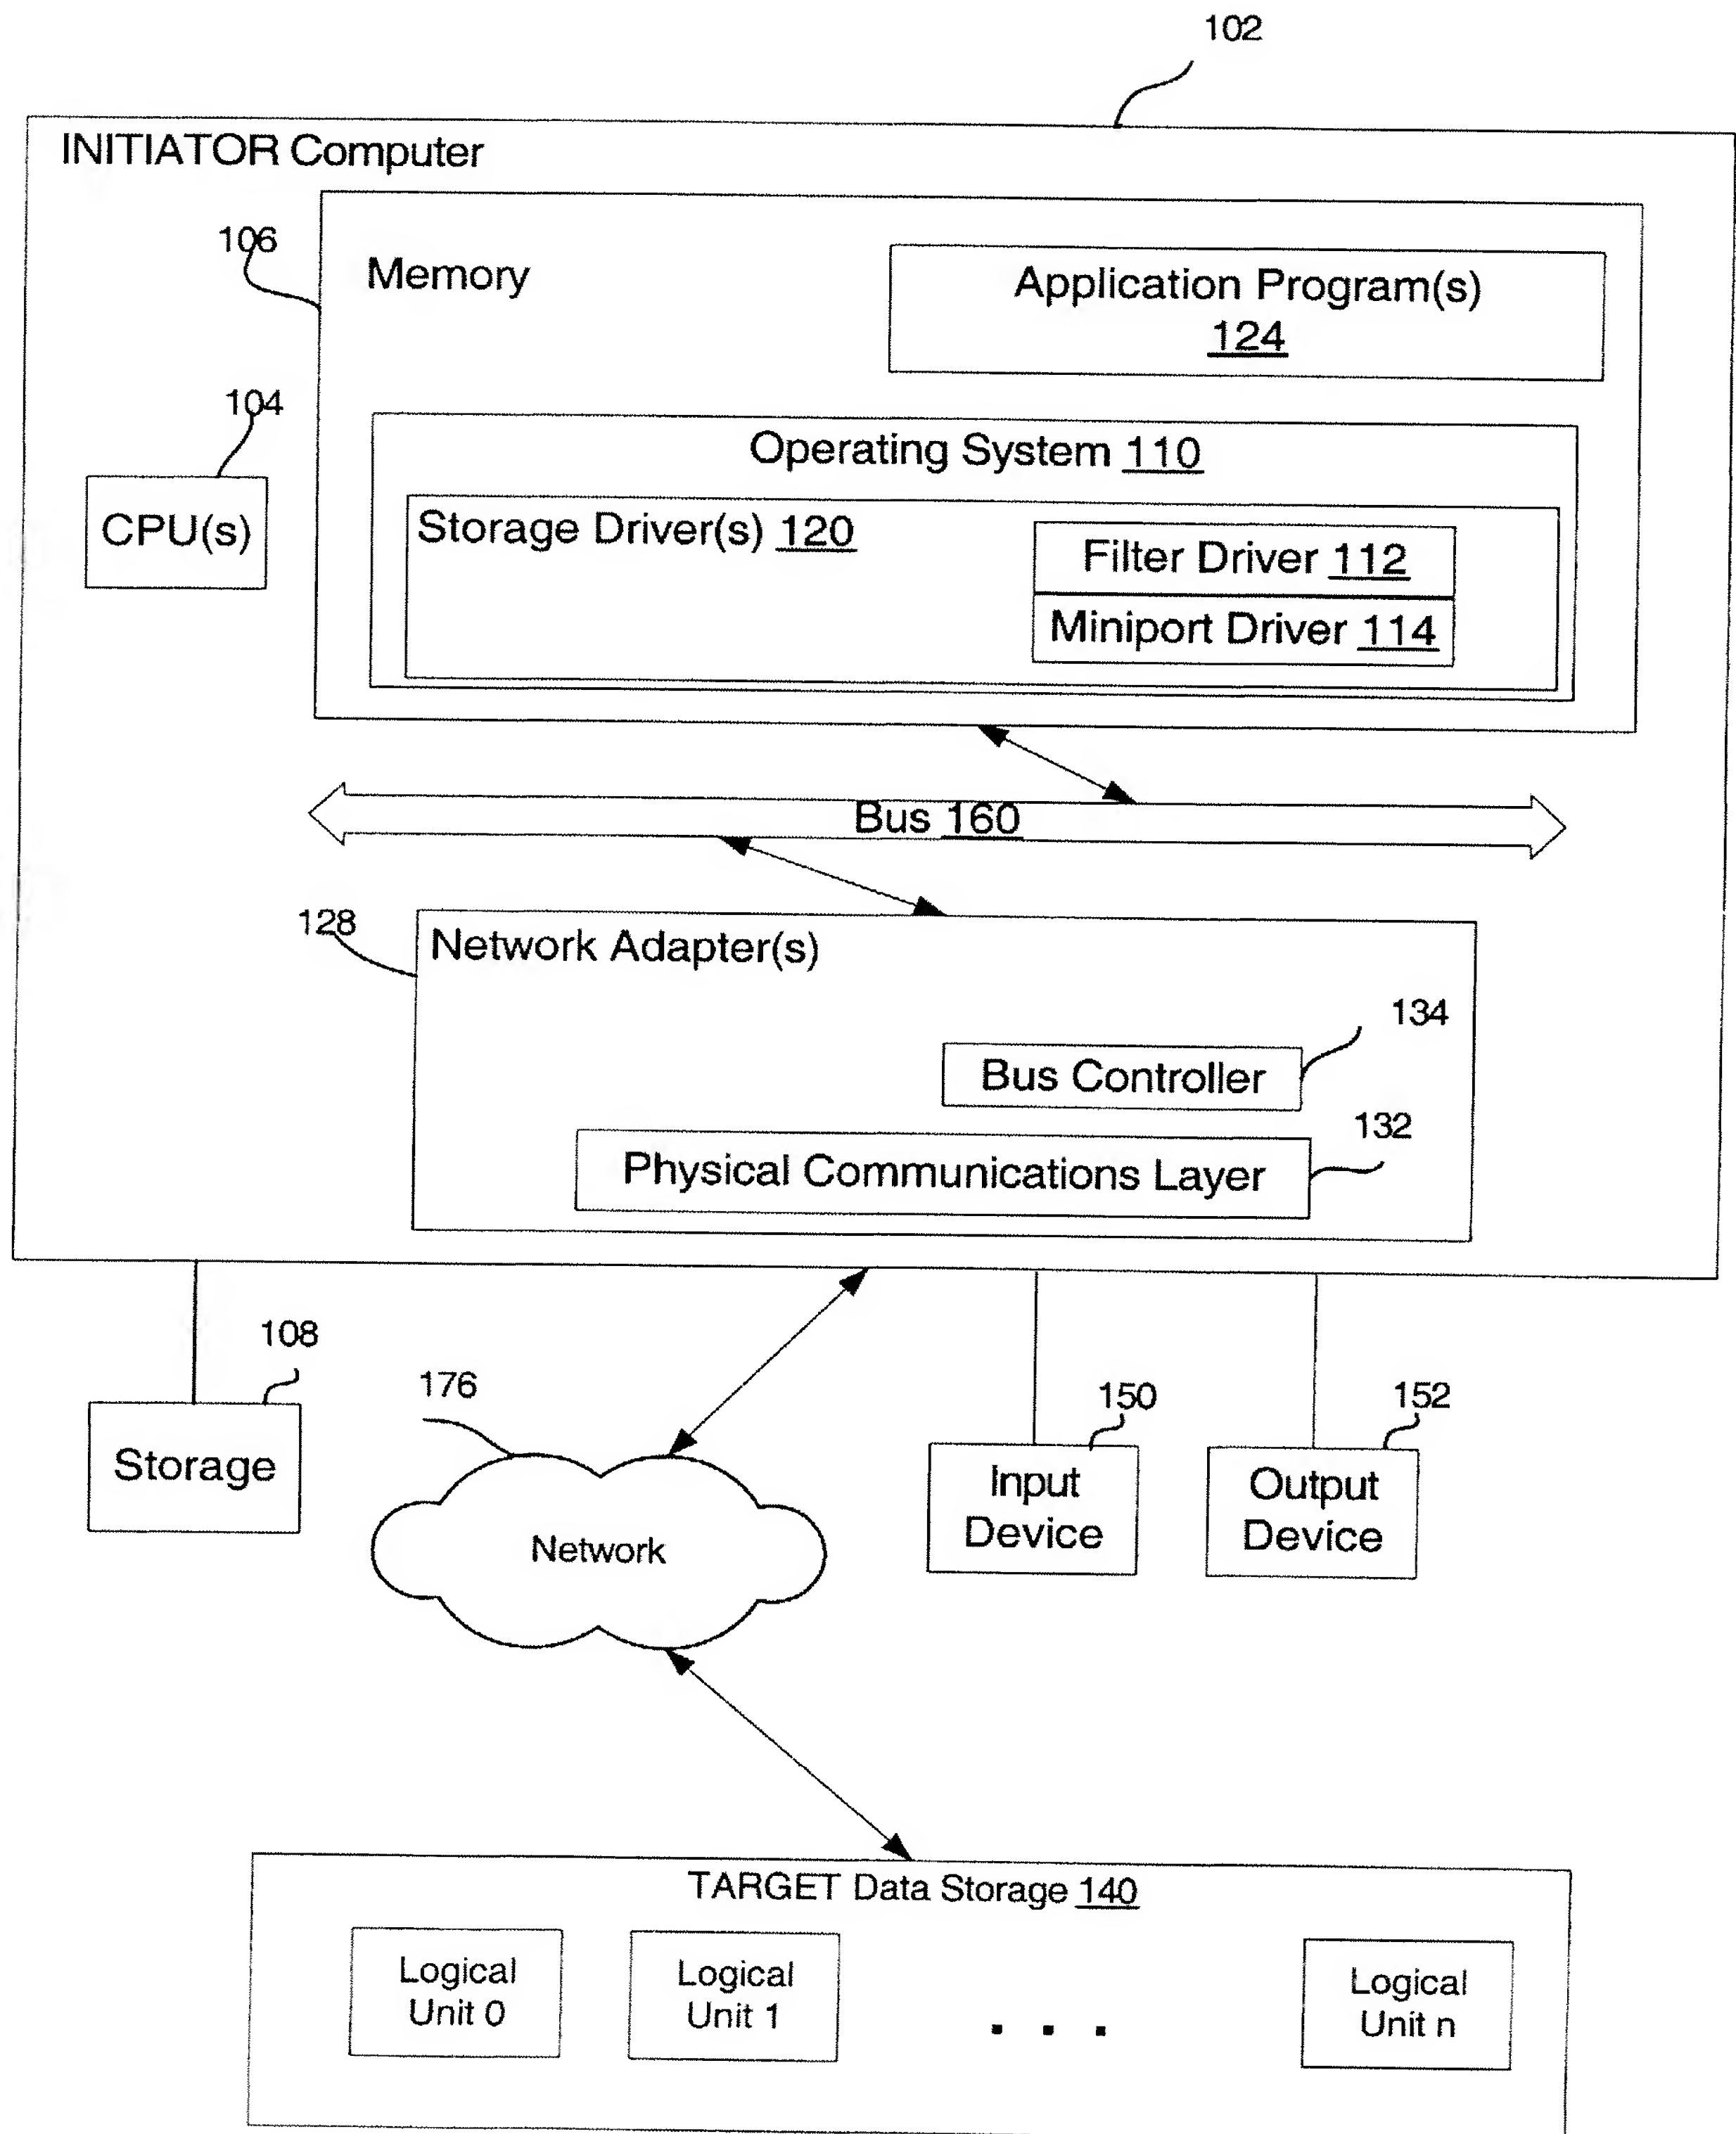 102
INITIATOR Computer
106
Memory
Application Program(s)
124
104
CPU(s)
Operating System 110
Storage Driver(s) 120
Filter Driver 112
Miniport Driver 114
Bus 160
128
Network Adapter(s)
134
Bus Controller
132
Physical Communications Layer
108
Storage
176
Network
150
Input
Device
152
Output
Device
TARGET Data Storage 140
Logical
Unit 0
Logical
Unit 1
. . .
Logical
Unit n